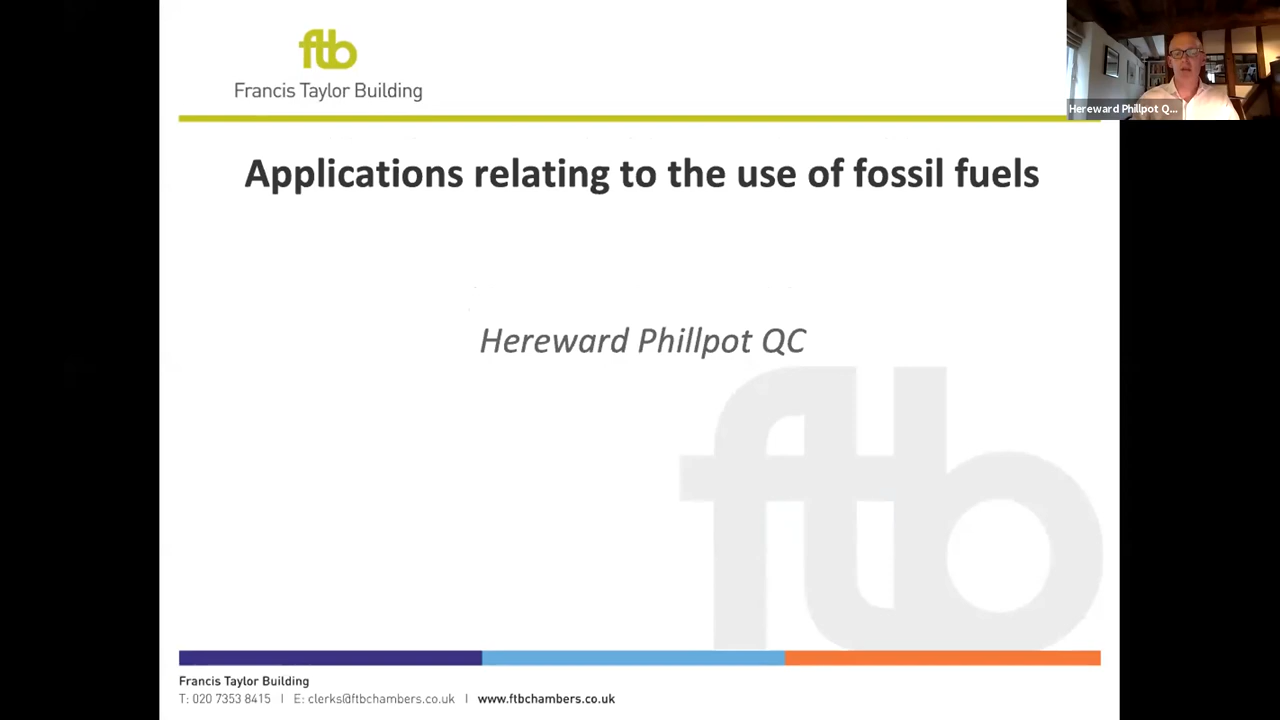 ftb
Francis Taylor Building
Hereward Phillpot Q...
Applications relating to the use of fossil fuels
Hereward Phillpot QC
ftb
Francis Taylor Building
T: 020 7353 8415 | E: clerks@ftbchambers.co.uk | www.ftbchambers.co.uk